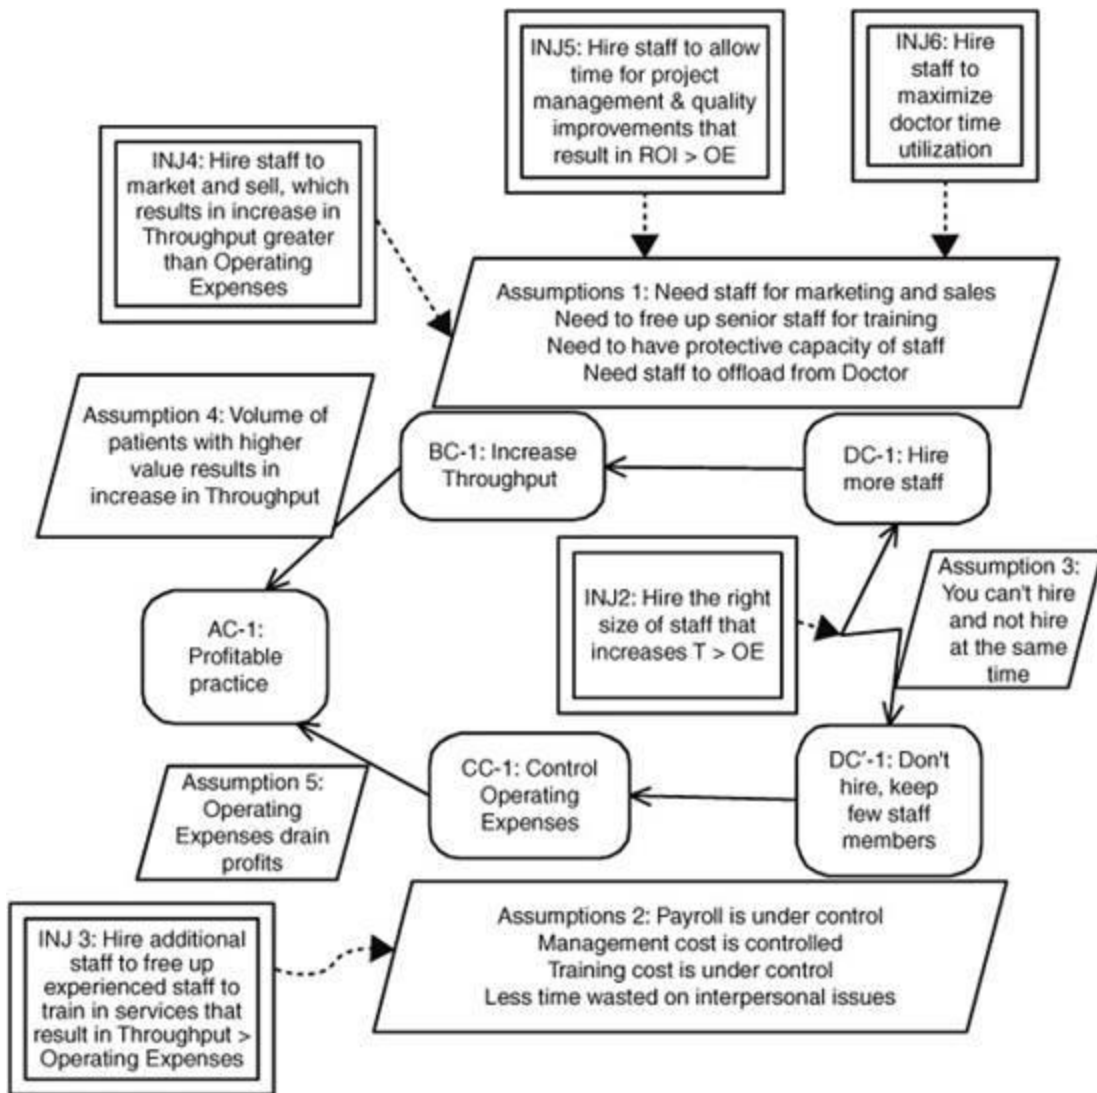 INJ5: Hire staff to allow
time for project
management & quality
improvements that
result in ROI > OE
INJ6: Hire
staff to
maximize
doctor time
utilization
INJ4: Hire staff to
market and sell, which
results in increase in
Throughput greater
than Operating
Expenses
Assumptions 1: Need staff for marketing and sales
Need to free up senior staff for training
Need to have protective capacity of staff
Need staff to offload from Doctor
Assumption 4: Volume of
patients with higher
value results in
increase in Throughput
BC-1: Increase
Throughput
DC-1: Hire
more staff
INJ2: Hire the right
size of staff that
increases T > OE
Assumption 3:
You can't hire
and not hire
at the same
time
AC-1:
Profitable
practice
Assumption 5:
Operating
Expenses drain
profits
CC-1: Control
Operating
Expenses
DC′-1: Don't
hire, keep
few staff
members
INJ 3: Hire additional
staff to free up
experienced staff to
train in services that
result in Throughput >
Operating Expenses
Assumptions 2: Payroll is under control
Management cost is controlled
Training cost is under control
Less time wasted on interpersonal issues